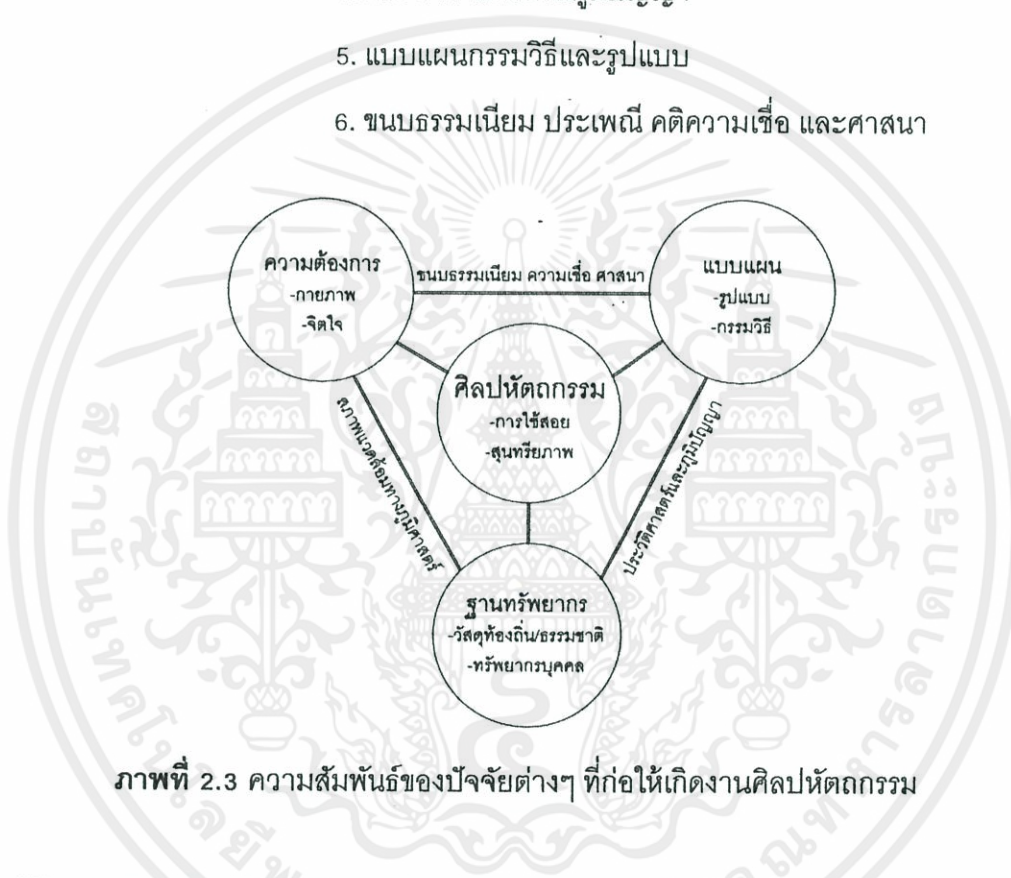 5. แบบแผนกรรมวิธีและรูปแบบ
6. ขนบธรรมเนียม ประเพณี คติความเชื่อ และศาสนา
ความต้องการ
-กายภาพ
-จิตใจ
ขนบธรรมเนียม ความเชื่อ ศาสนา
แบบแผน
-รูปแบบ
-กรรมวิธี
ศิลปหัตถกรรม
-การใช้สอย
-สุนทรียภาพ
สภาพแวดล้อมทางภูมิศาสตร์
ประวัติศาสตร์และภูมิปัญญา
ฐานทรัพยากร
-วัสดุท้องถิ่น/ธรรมชาติ
-ทรัพยากรบุคคล
ภาพที่ 2.3 ความสัมพันธ์ของปัจจัยต่างๆ ที่ก่อให้เกิดงานศิลปหัตถกรรม